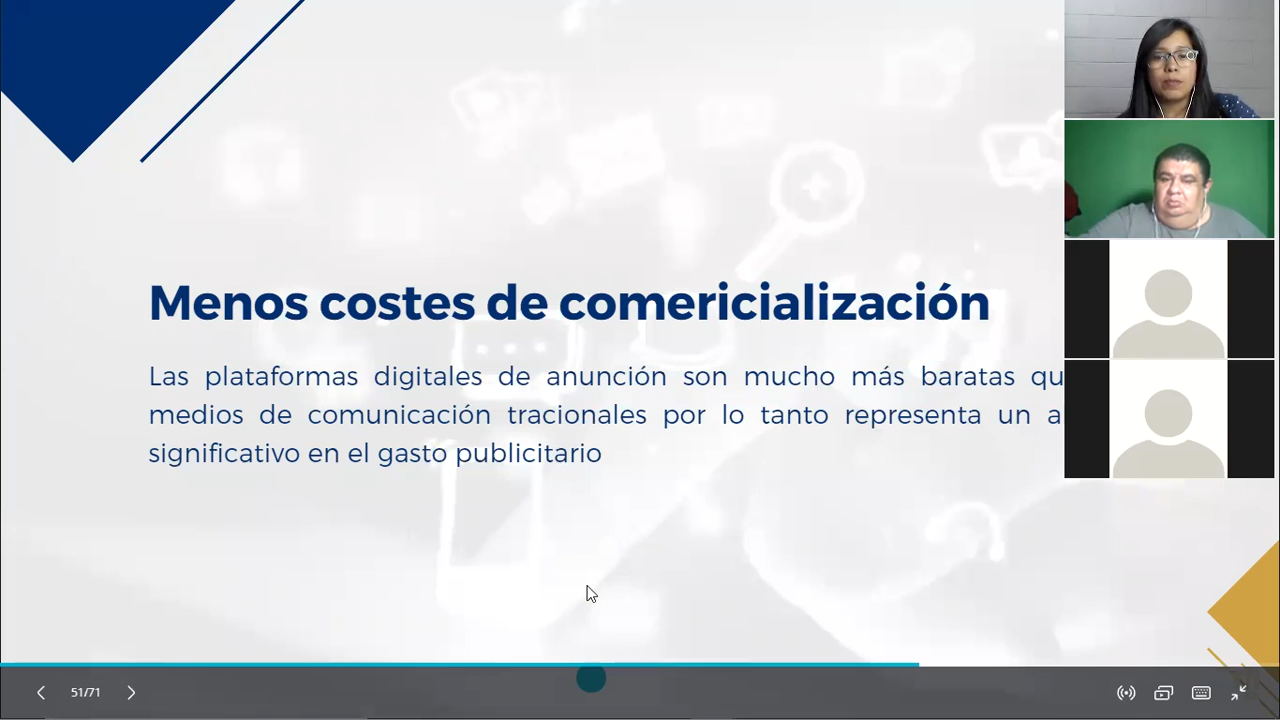 Menos costes de comericialización
Las plataformas digitales de anunción son mucho más baratas qu
medios de comunicación tracionales por lo tanto representa un a
significativo en el gasto publicitario
51/71